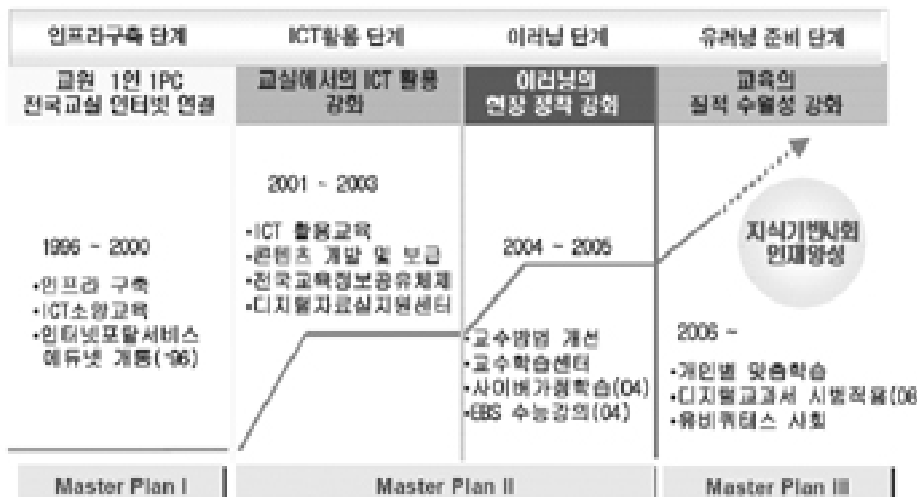 인프라구축 단계
ICT활용 단계
이러닝 단계
유러닝 준비 단계
교원 1인 1PC
전국교실 인터넷 연결
교실에서의 ICT 활용
강화
이러닝의
현장 정착 강화
교육의
질적 수월성 강화
1996 ~ 2000
•인프라 구축
•ICT소양교육
•인터넷포탈서비스
에듀넷 개통('96)
2001 ~ 2003
•ICT 활용교육
•콘텐츠 개발 및 보급
•전국교육정보공유체제
•디지털자료실지원센터
2004 ~ 2005
•교수방법 개선
•교수학습센터
•사이버가정학습(04)
•EBS 수능강의(04)
지식기반사회
인재양성
2006 ~
•개인별 맞춤학습
•디지털교과서 시범적용(08
•유비쿼터스 사회
Master Plan I
Master Plan II
Master Plan III